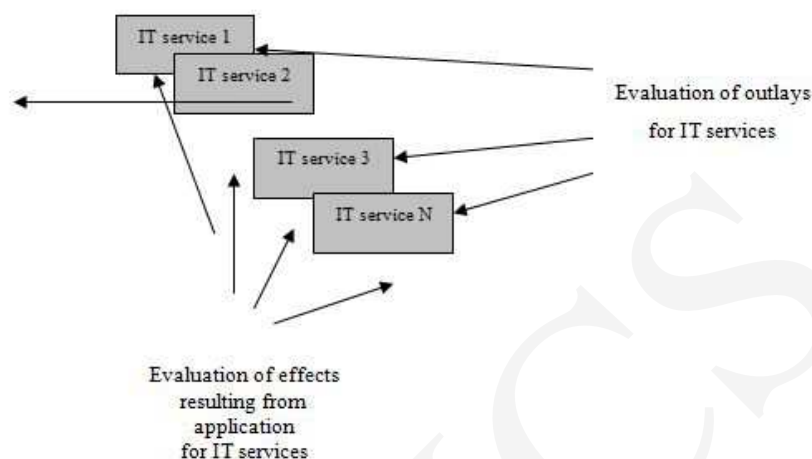 IT service 1
IT service 2
Evaluation of outlays
for IT services
IT service 3
IT service N
Evaluation of effects
resulting from
application
for IT services